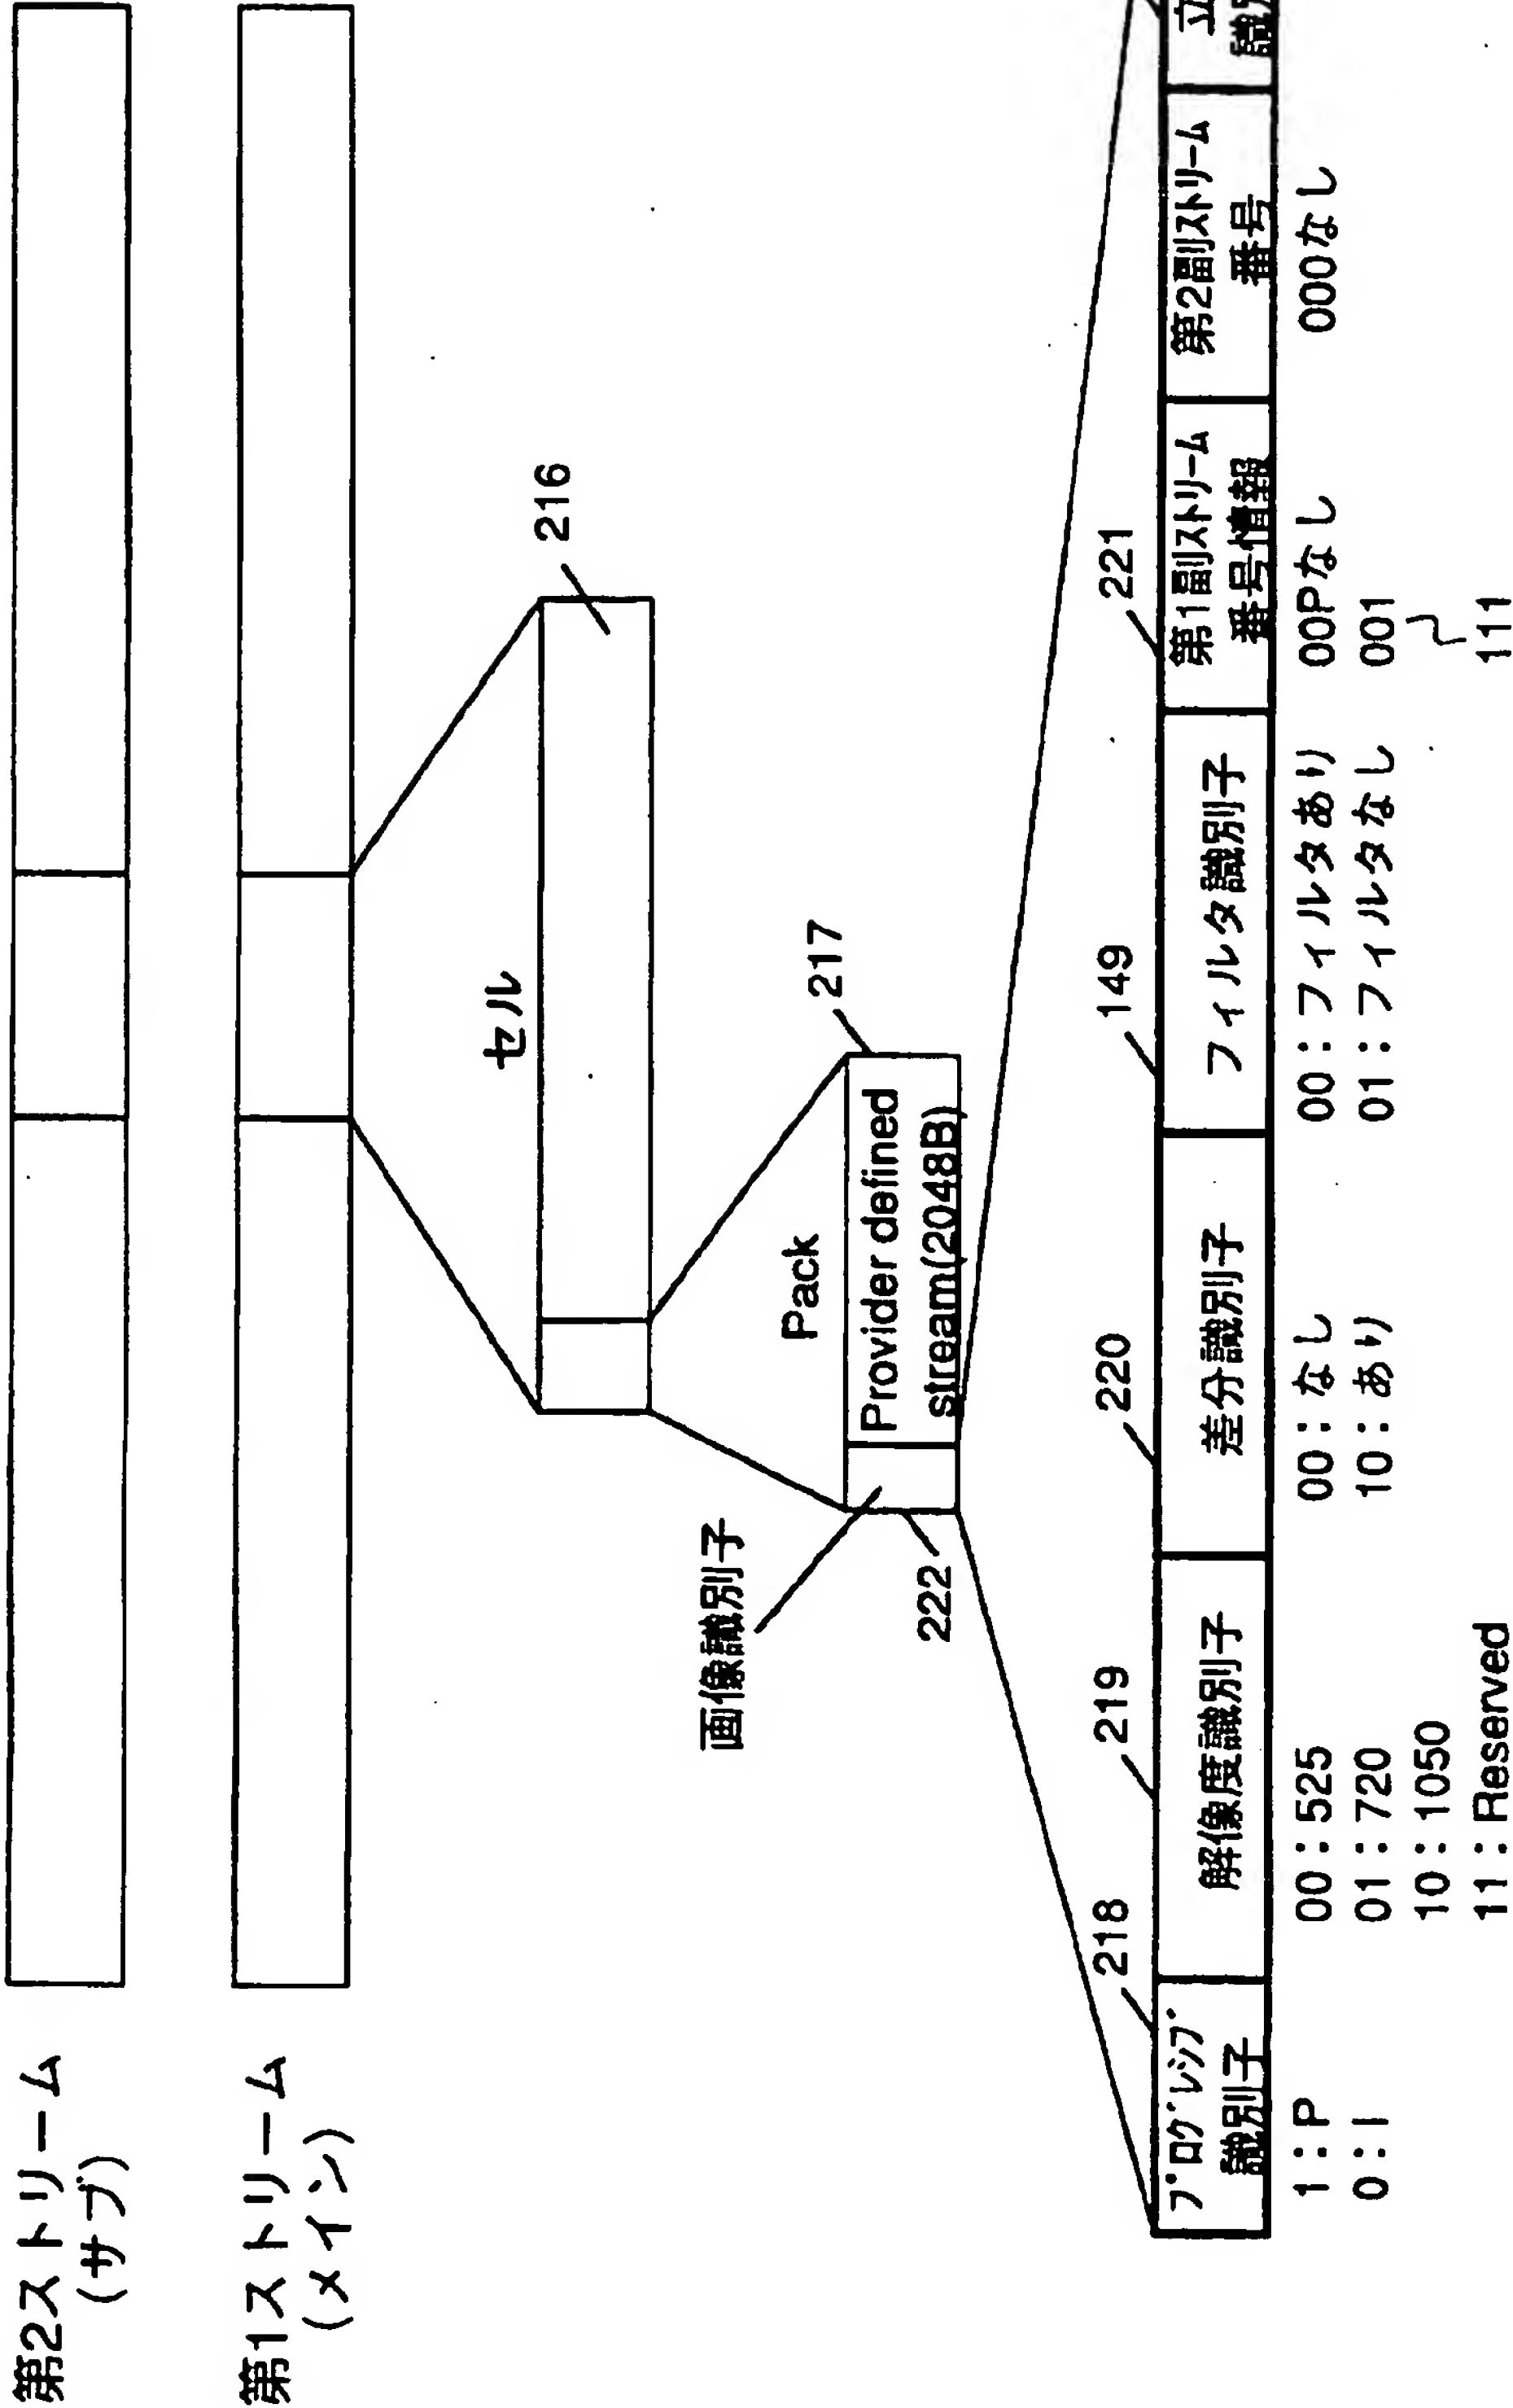 第2ストリーム
(サブ)
第1ストリーム
(メイン)
セル
216
画像識別子
Pack
217
222
Provider defined
stream(2048B)
218
219
220
149
221
プログレシブ
識別子
解像度識別子
差分識別子
フィルタ識別子
第1副ストリーム
番号情報
第2副ストリーム
番号
立
1:P
0:I
00:525
01:720
10:1050
11:Reserved
00:なし
10:あり
00:フィルタあり
01:フィルタなし
00Pなし
001
〜
111
000なし